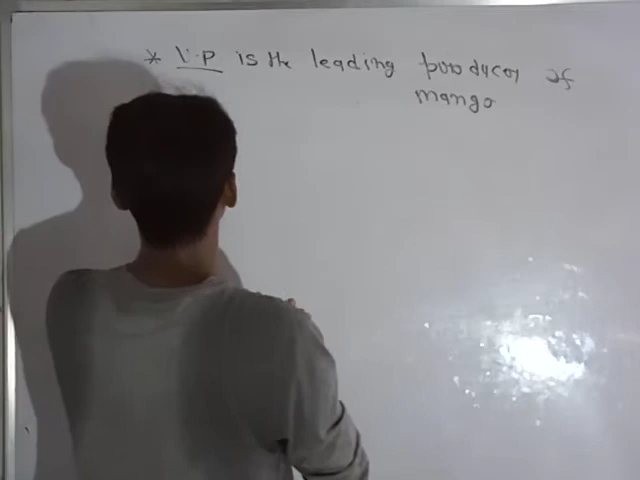 * U.P is the leading producer of
mango